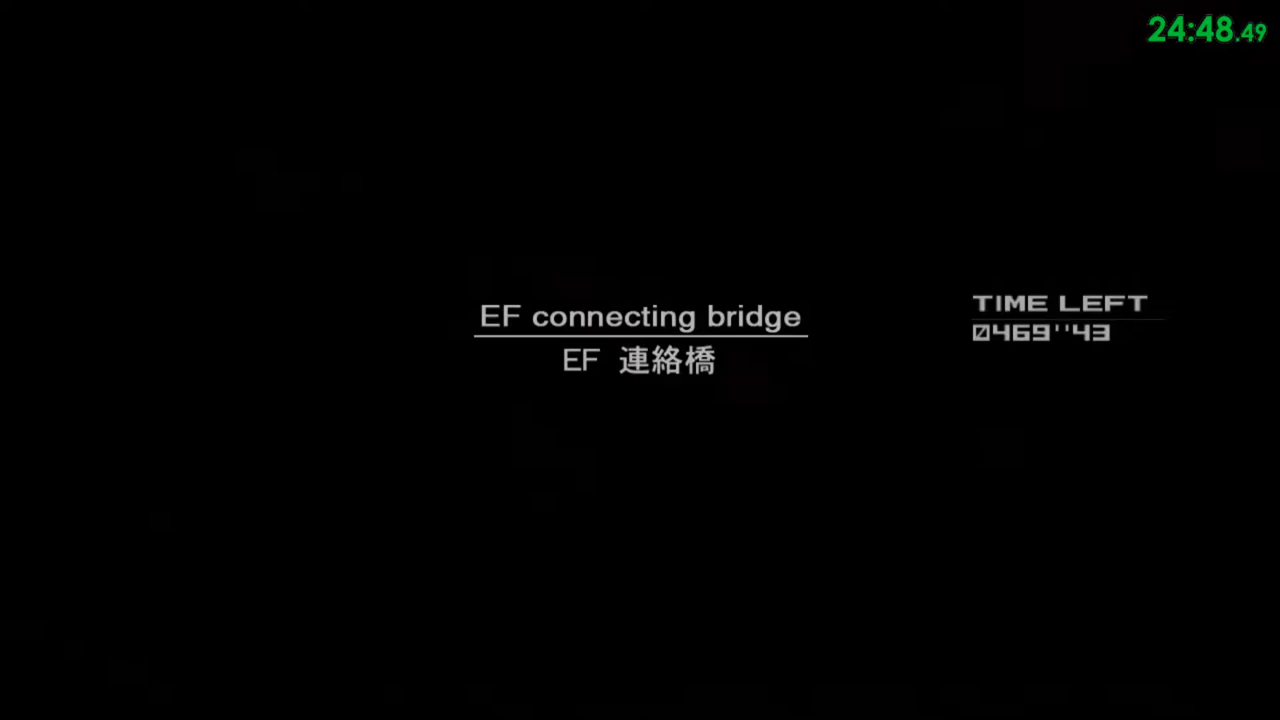 24:48.49
EF connecting bridge
EF 連絡橋
TIME LEFT
0469''43